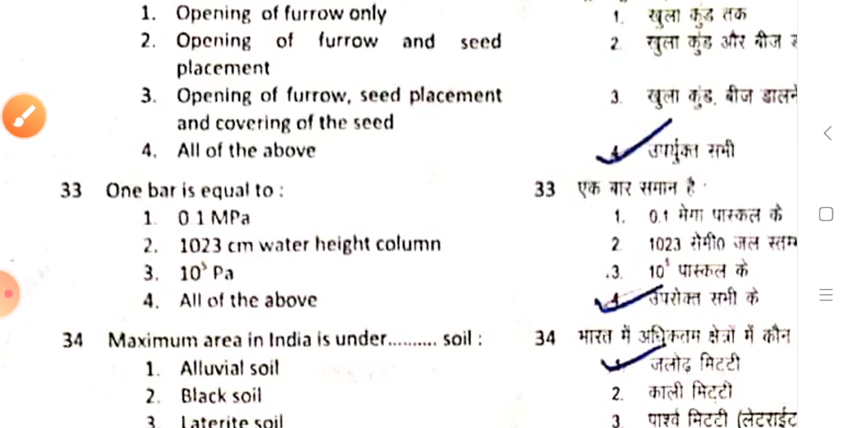 1. Opening of furrow only
2. Opening of furrow and seed
placement
3. Opening of furrow, seed placement
and covering of the seed
4. All of the above
33 One bar is equal to :
1. 0.1 MPa
2. 1023 cm water height column
3. 10⁵ Pa
4. All of the above
34 Maximum area in India is under.......... soil :
1. Alluvial soil
2. Black soil
3. Laterite soil
1. खुला कुंड तक
2. खुला कुंड और बीज
3. खुला कुंड, बीज डालने
उपर्युक्त सभी
33 एक बार समान है :
1. 0.1 मेगा पास्कल के
2. 1023 सेमी0 जल स्तम्भ
3. 10⁵ पास्कल के
उपरोक्त सभी के
34 भारत में अधिकतम क्षेत्रों में कौन
जलोढ़ मिटटी
2. काली मिटटी
3. पार्श्व मिटटी (लेटराईट